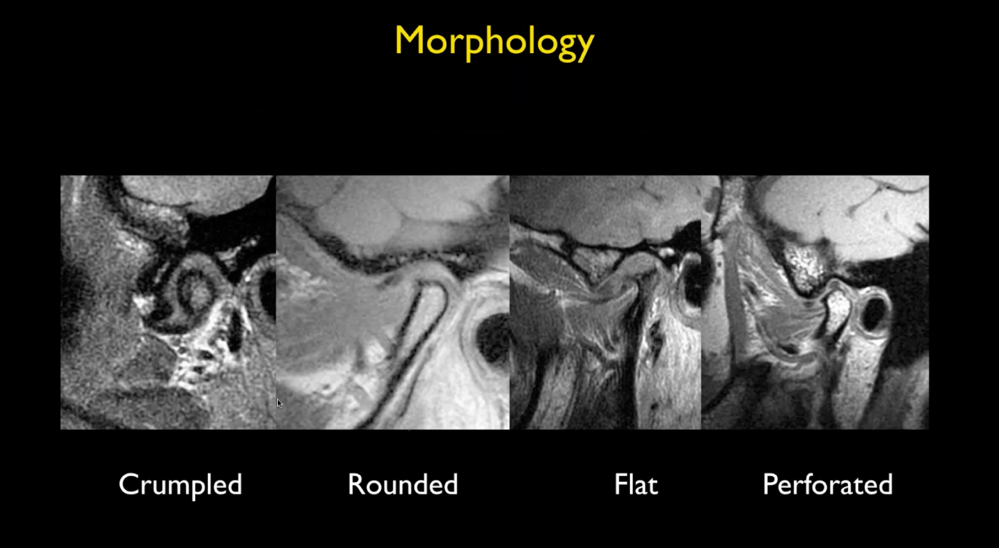 Morphology
Crumpled
Rounded
Flat
Perforated